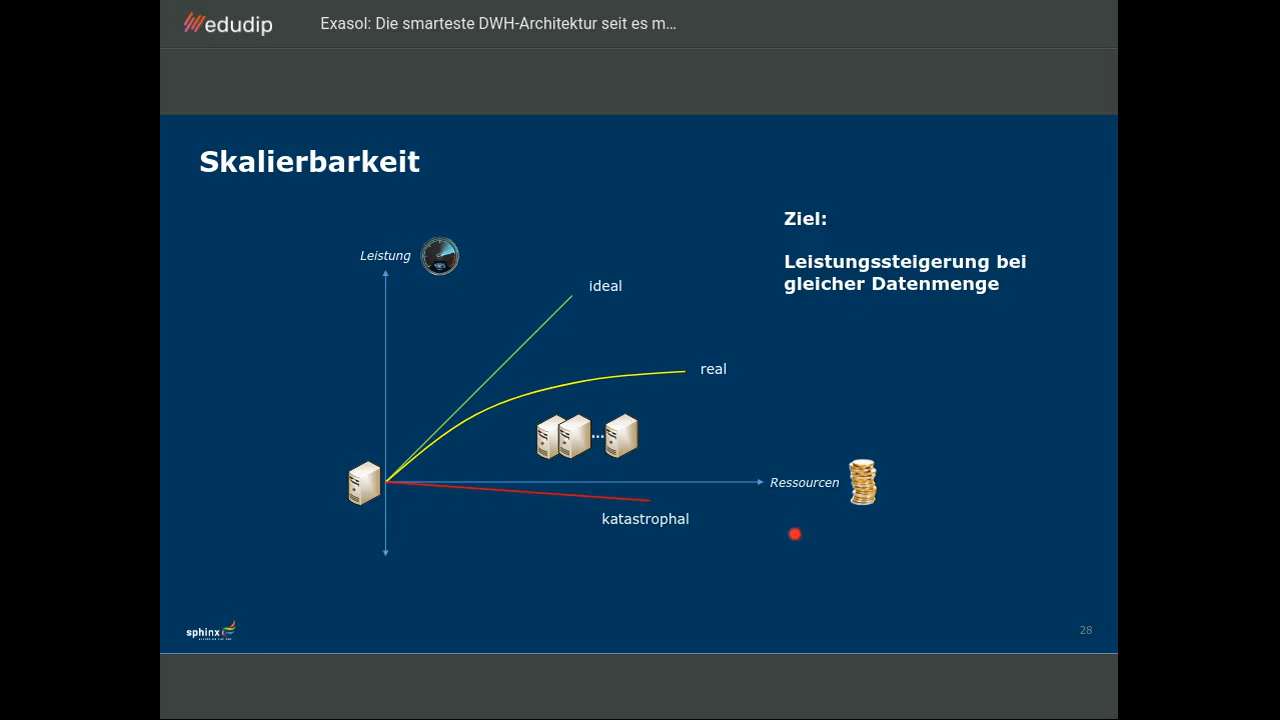 edudip
Exasol: Die smarteste DWH-Architektur seit es m…
Skalierbarkeit
Ziel:
Leistungssteigerung bei
gleicher Datenmenge
Leistung
ideal
real
...
Ressourcen
katastrophal
sphinx
28